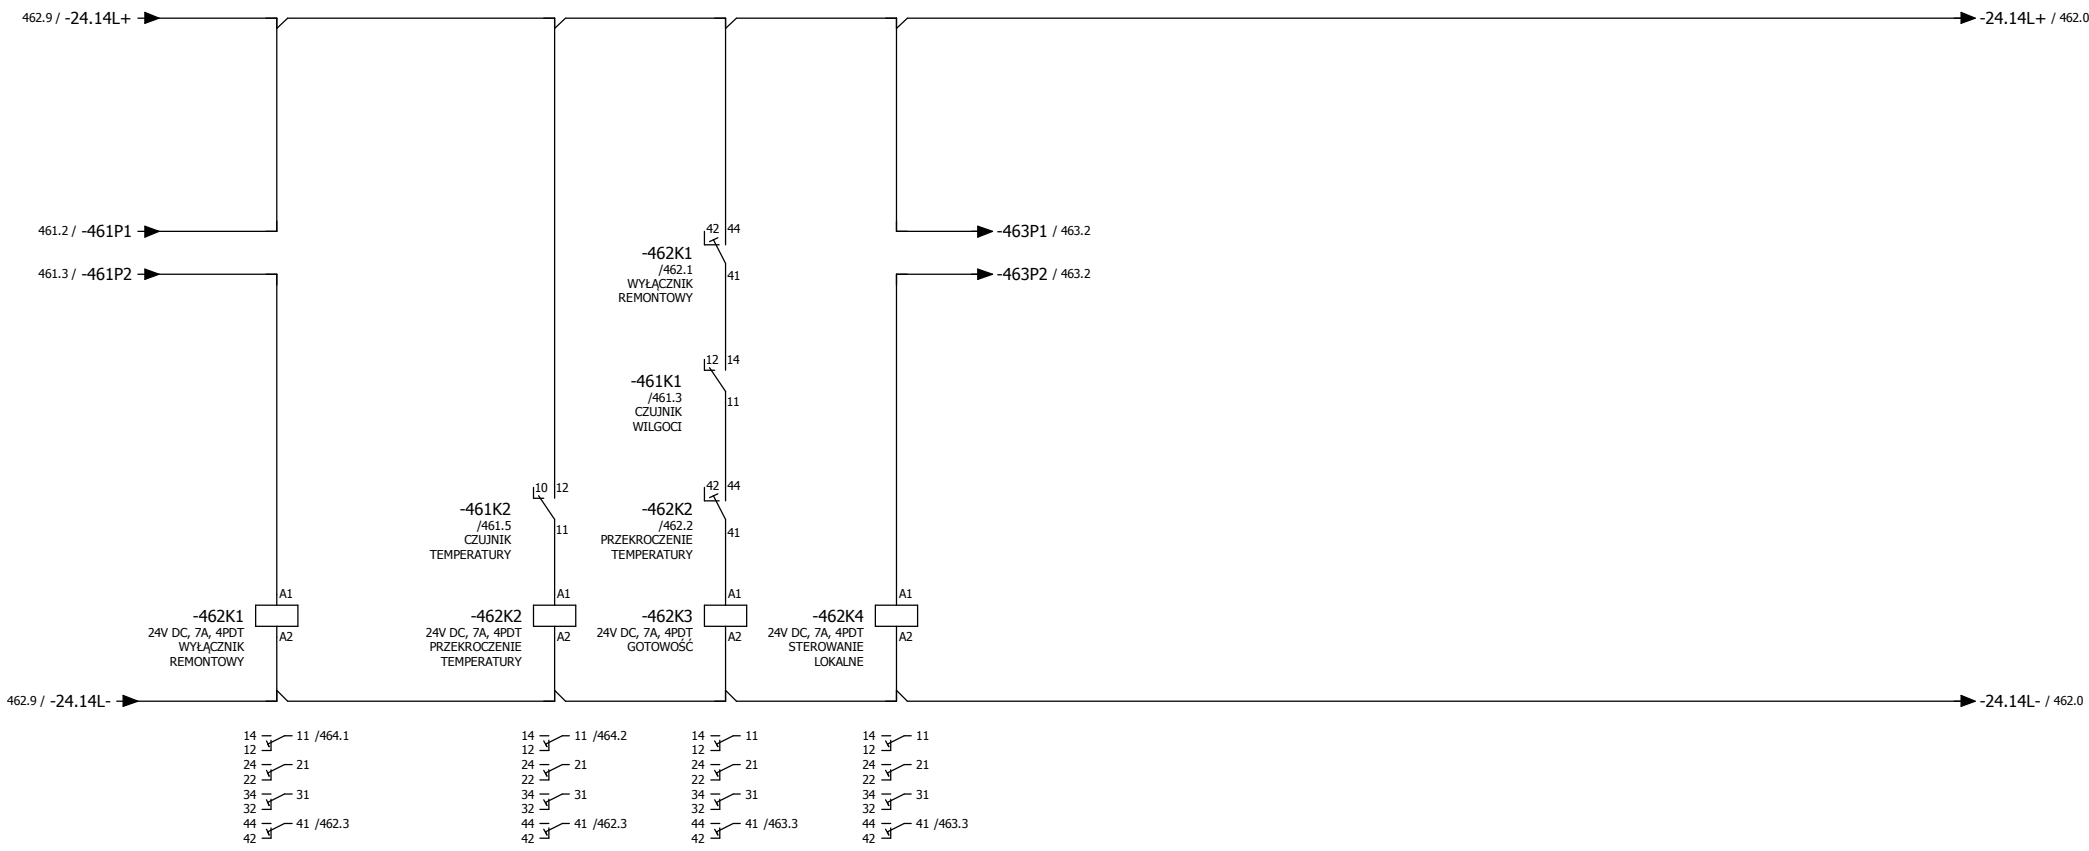 462.9 / -24.14L+
-24.14L+ / 462.0
461.2 / -461P1
-463P1 / 463.2
461.3 / -461P2
-463P2 / 463.2
42 44
-462K1
/462.1
WYŁĄCZNIK
REMONTOWY
41
12 14
-461K1
/461.3
CZUJNIK
WILGOCI
11
10 12
-461K2
/461.5
CZUJNIK
TEMPERATURY
11
42 44
-462K2
/462.2
PRZEKROCZENIE
TEMPERATURY
41
A1
-462K1
24V DC, 7A, 4PDT
WYŁĄCZNIK
REMONTOWY
A2
A1
-462K2
24V DC, 7A, 4PDT
PRZEKROCZENIE
TEMPERATURY
A2
A1
-462K3
24V DC, 7A, 4PDT
GOTOWOŚĆ
A2
A1
-462K4
24V DC, 7A, 4PDT
STEROWANIE
LOKALNE
A2
462.9 / -24.14L-
-24.14L- / 462.0
14 11 /464.1
12
24 21
22
34 31
32
44 41 /462.3
42
14 11 /464.2
12
24 21
22
34 31
32
44 41 /462.3
42
14 11
12
24 21
22
34 31
32
44 41 /463.3
42
14 11
12
24 21
22
34 31
32
44 41 /463.3
42